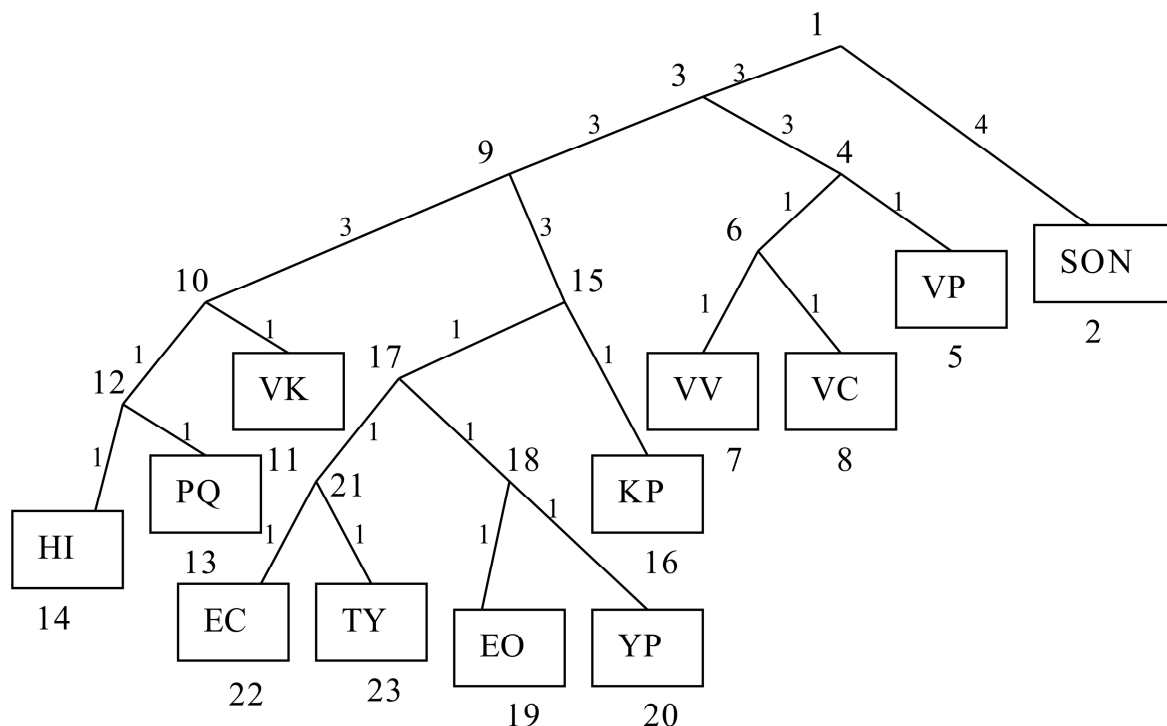 1
3 3
3 3 4
9 4
1 1
3 3 6 SON
10 15 VP
1 1 2
1 1 1 5
12 17 1
VK VV VC
1 1 1 1
11 18 7 8
PQ 21 KP
HI 1 1 1 1
13 16
14 EC TY EO YP
22 23 19 20